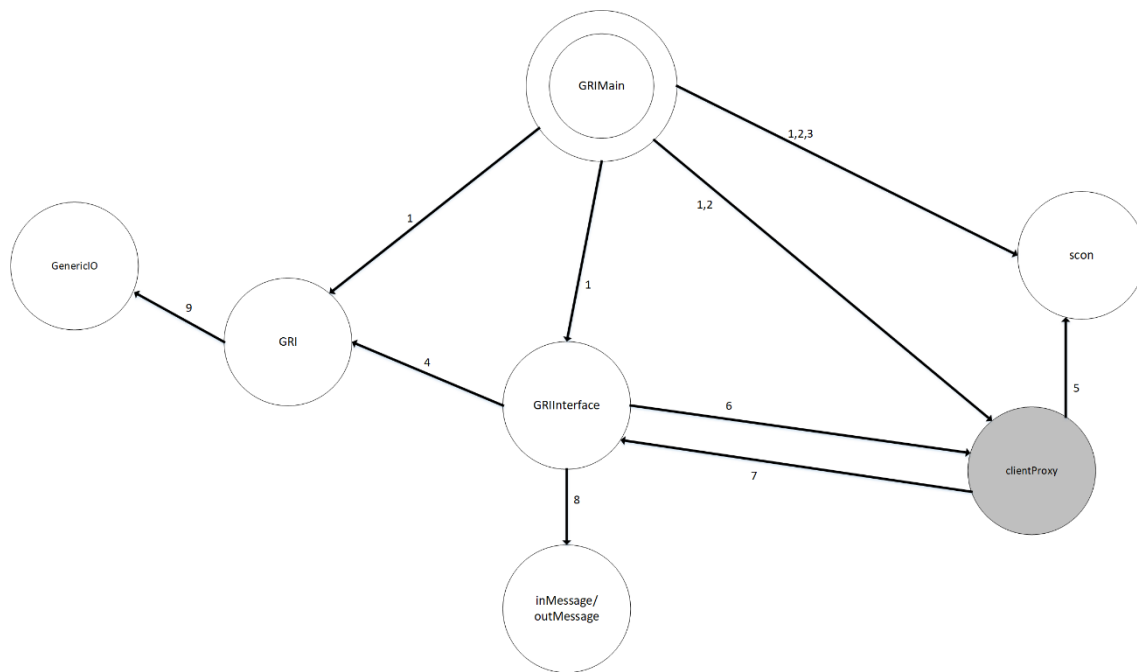 GRIMain
1,2,3
1
1,2
GenericIO
scon
1
9
GRI
4
GRIInterface
6
5
7
clientProxy
8
inMessage/
outMessage